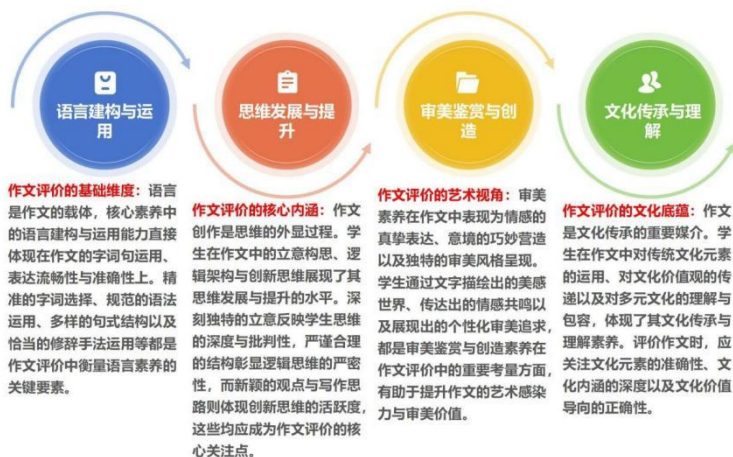 语言建构与运
用
思维发展与提
升
审美鉴赏与创
造
文化传承与理
解
作文评价的基础维度：语言
是作文的载体，核心素养中
的语言建构与运用能力直接
体现在作文的字词句运用、
表达流畅性与准确性上。精
准的字词选择、规范的语法
运用、多样的句式结构以及
恰当的修辞手法运用等都是
作文评价中衡量语言素养的
关键要素。
作文评价的核心内涵：作文
创作是思维的外显过程。学
生在作文中的立意构思、逻
辑架构与创新思维展现了其
思维发展与提升的水平。深
刻独特的立意反映学生思维
的深度与批判性，严谨合理
的结构彰显逻辑思维的严密
性，而新颖的观点与写作思
路则体现创新思维的活跃度，
这些均应成为作文评价的核
心关注点。
作文评价的艺术视角：审美
素养在作文中表现为情感的
真挚表达、意境的巧妙营造
以及独特的审美风格呈现。
学生通过文字描绘出的美感
世界、传达出的情感共鸣以
及展现出的个性化审美追求，
都是审美鉴赏与创造素养在
作文评价中的重要考量方面，
有助于提升作文的艺术感染
力与审美价值。
作文评价的文化底蕴：作文
是文化传承的重要媒介。学
生在作文中对传统文化元素
的运用、对文化价值观的传
递以及对多元文化的理解与
包容，体现了其文化传承与
理解素养。评价作文时，应
关注文化元素的准确性、文
化内涵的深度以及文化价值
导向的正确性。